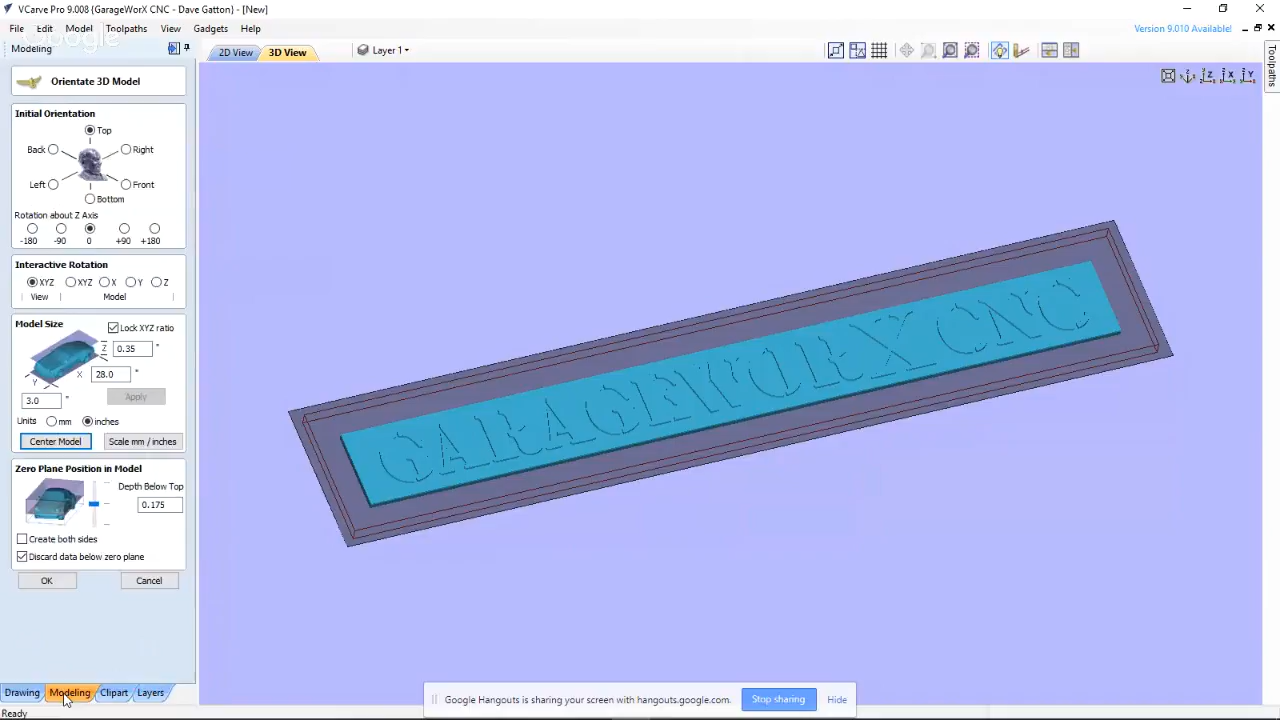 VCarve Pro 9.008 {GarageWorX CNC - Dave Gatton} - [New]
File Edit Model Toolpaths View Gadgets Help
Version 9.010 Available!
Google
Modeling
2D View 3D View Layer 1
Toolpaths
Orientate 3D Model
Initial Orientation
Top
Back Right
Left Front
Bottom
Rotation about Z Axis
-180 -90 0 +90 +180
Interactive Rotation
XYZ XYZ X Y Z
View Model
Model Size
Lock XYZ ratio
Z 0.35 "
X 28.0 "
Y
3.0 " Apply
Units mm inches
Center Model Scale mm / inches
Zero Plane Position in Model
Depth Below Top
0.175
Create both sides
Discard data below zero plane
OK Cancel
GARAGEWORX CNC
Drawing Modeling Clipart Layers
Google Hangouts is sharing your screen with hangouts.google.com. Stop sharing Hide
Ready